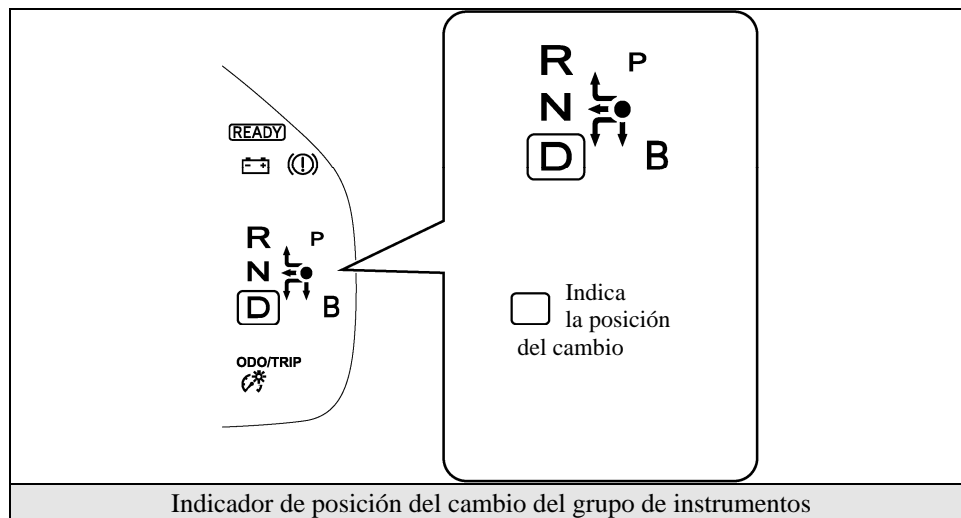 READY
R P
N
D B
ODO/TRIP
R P
N
D B
Indica
la posición
del cambio
Indicador de posición del cambio del grupo de instrumentos